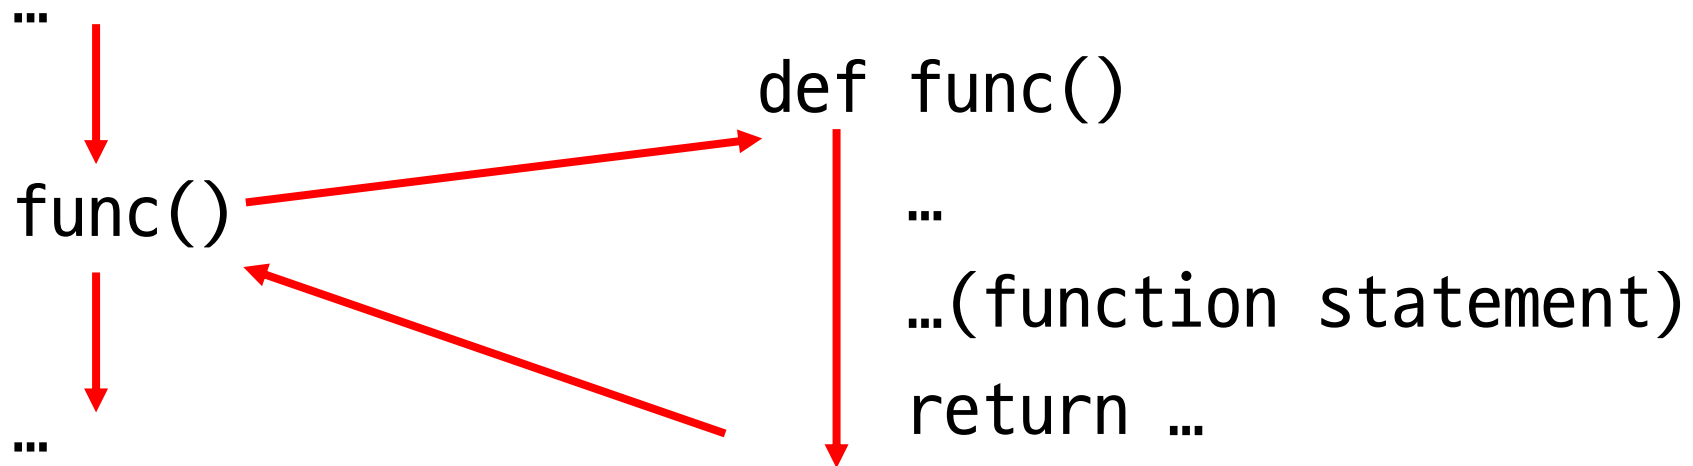 …
func()
…
def func()
…
…(function statement)
return …